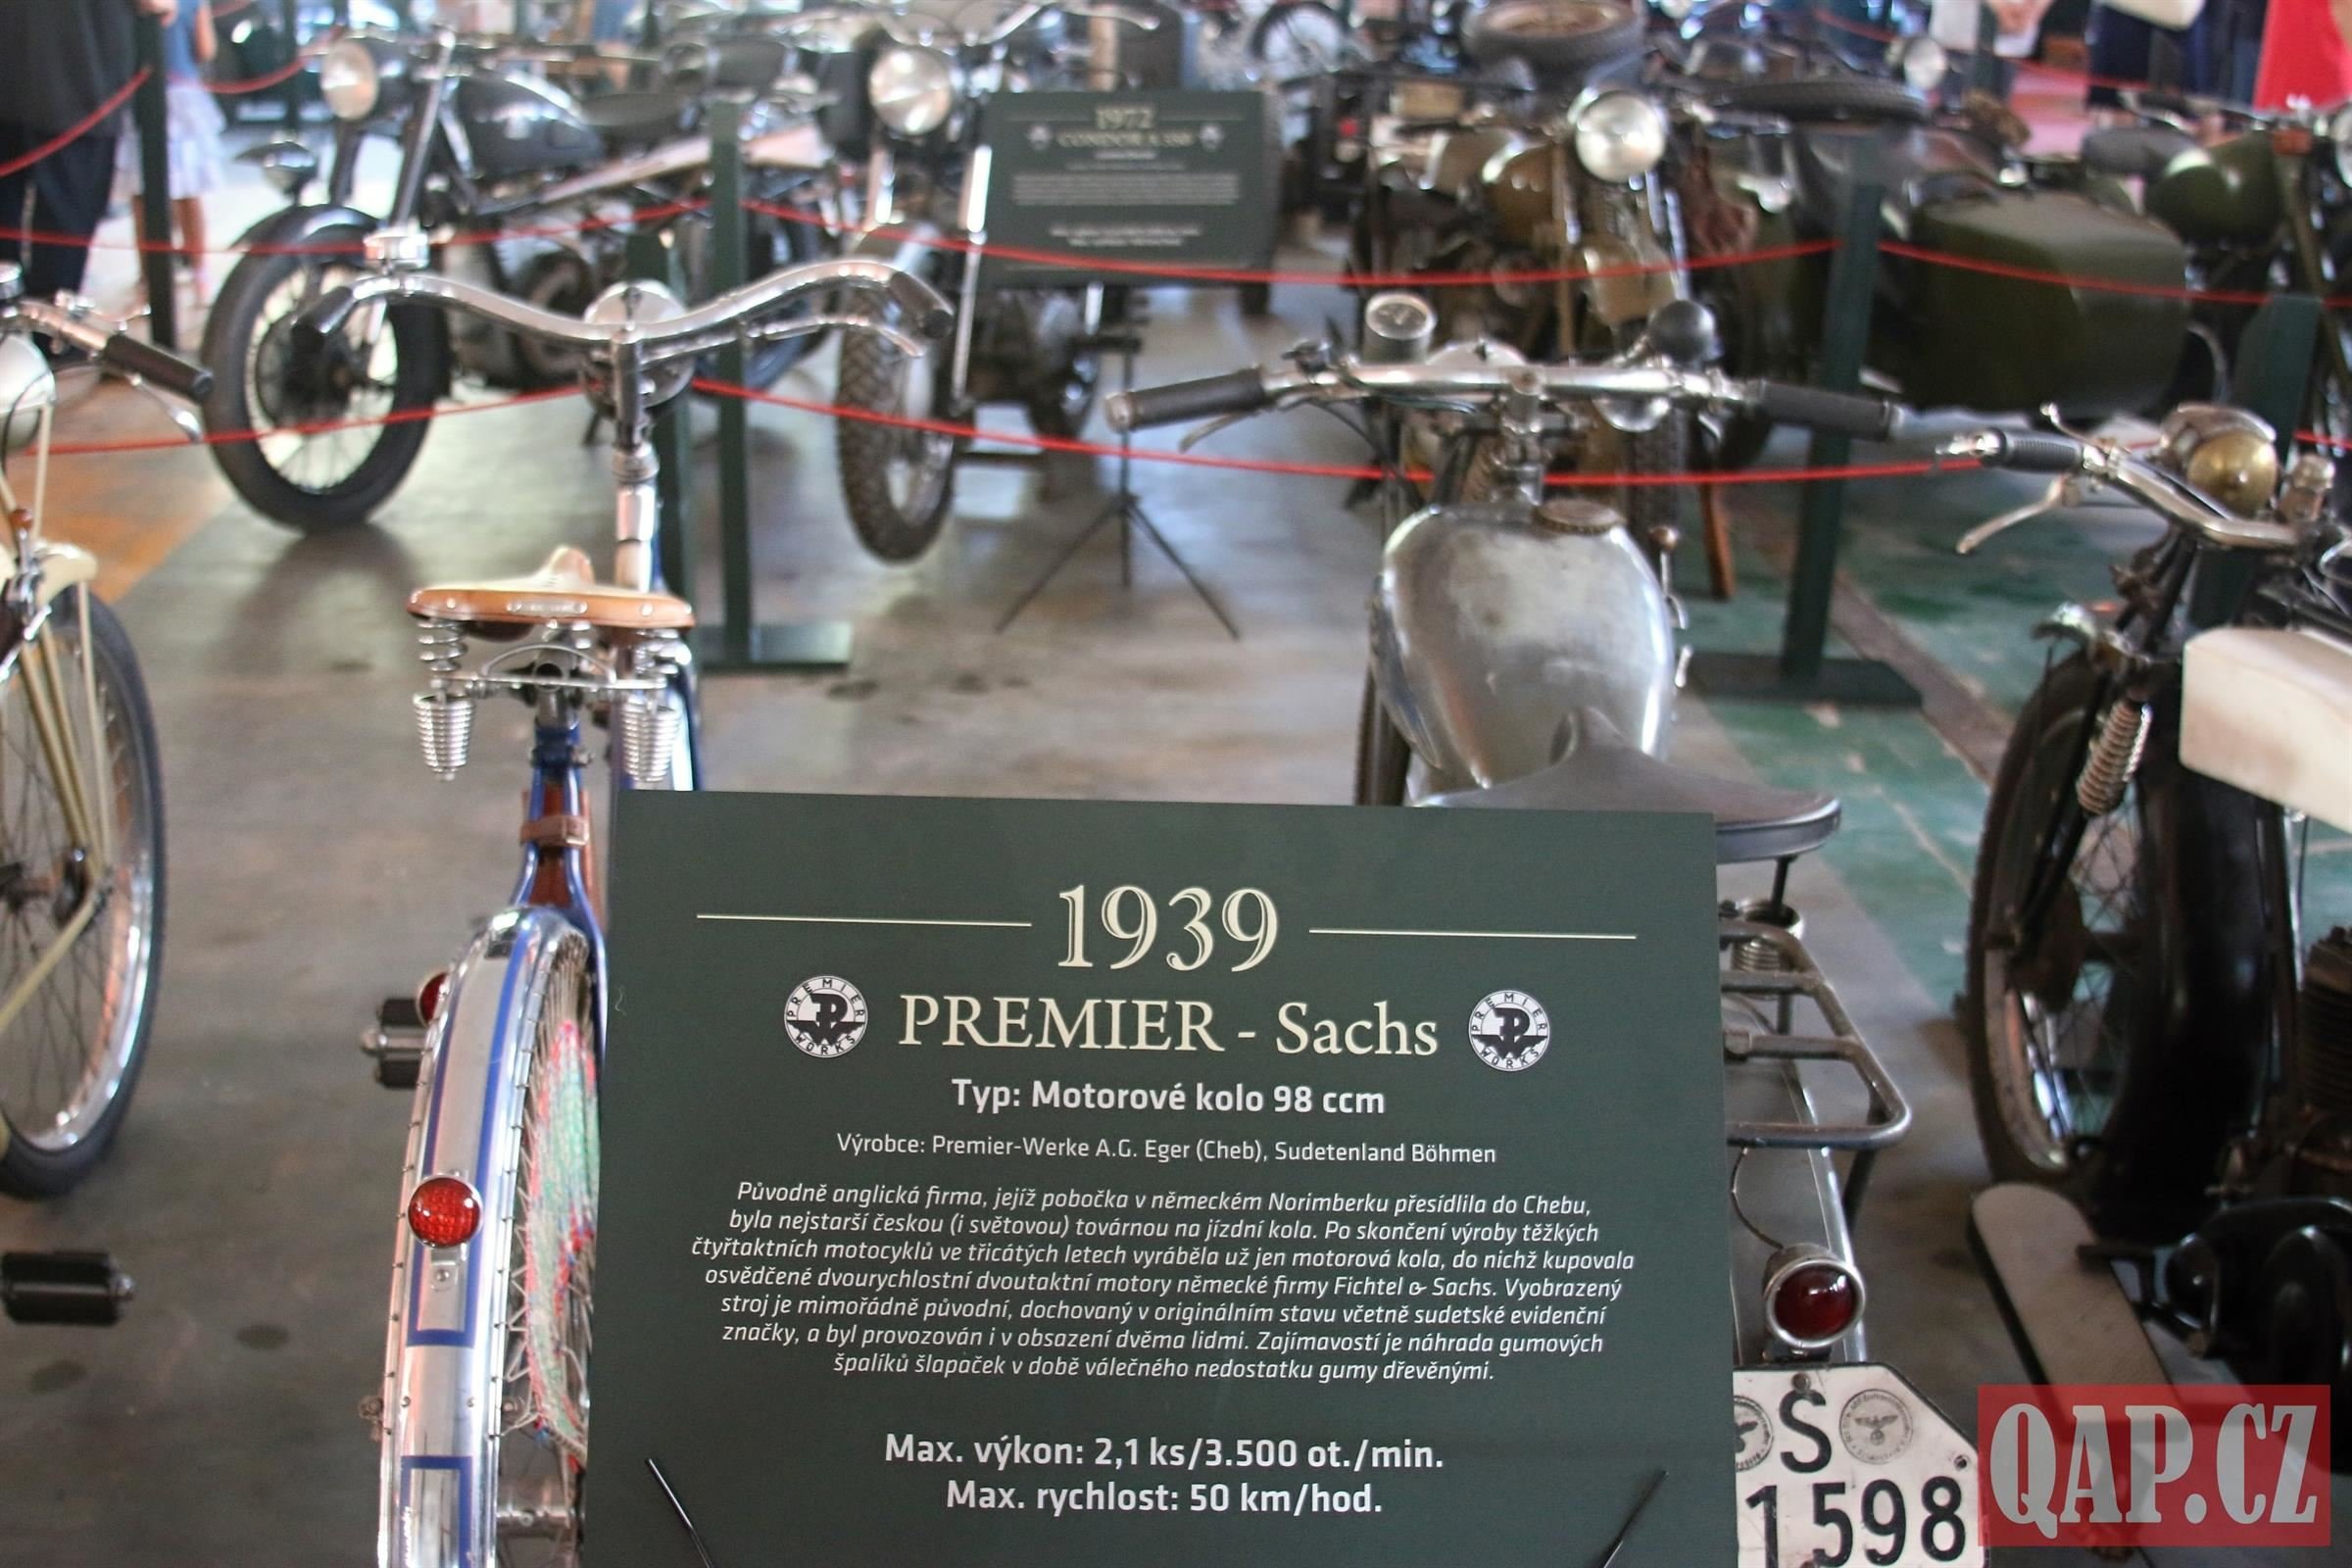 1972
1939
PREMIER WORKS
PREMIER - Sachs
PREMIER WORKS
Typ: Motorové kolo 98 ccm
Výrobce: Premier-Werke A.G. Eger (Cheb), Sudetenland Böhmen
Původně anglická firma, jejíž pobočka v německém Norimberku přesídlila do Chebu,
byla nejstarší českou (i světovou) továrnou na jízdní kola. Po skončení výroby těžkých
čtyřtaktních motocyklů ve třicátých letech vyráběla už jen motorová kola, do nichž kupovala
osvědčené dvourychlostní dvoutaktní motory německé firmy Fichtel & Sachs. Vyobrazený
stroj je mimořádně původní, dochovaný v originálním stavu včetně sudetské evidenční
značky, a byl provozován i v obsazení dvěma lidmi. Zajímavostí je náhrada gumových
špalíků šlapaček v době válečného nedostatku gumy dřevěnými.
Max. výkon: 2,1 ks/3.500 ot./min.
Max. rychlost: 50 km/hod.
S
1598
QAP.CZ